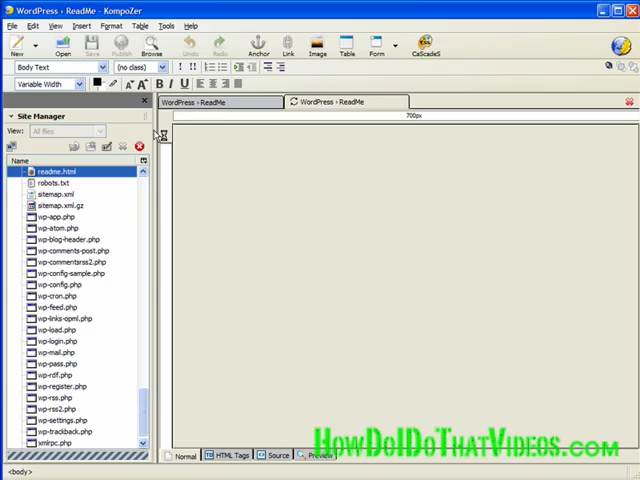 WordPress › ReadMe - KompoZer
File Edit View Insert Format Table Tools Help
New Open Save Publish Browse Undo Redo Anchor Link Image Table Form CaScadeS
Body Text (no class)
Variable Width
Site Manager
WordPress › ReadMe WordPress › ReadMe
700px
View: All files
Name
readme.html
robots.txt
sitemap.xml
sitemap.xml.gz
wp-app.php
wp-atom.php
wp-blog-header.php
wp-comments-post.php
wp-commentsrss2.php
wp-config-sample.php
wp-config.php
wp-cron.php
wp-feed.php
wp-links-opml.php
wp-load.php
wp-login.php
wp-mail.php
wp-pass.php
wp-rdf.php
wp-register.php
wp-rss.php
wp-rss2.php
wp-settings.php
wp-trackback.php
xmlrpc.php
Normal HTML Tags Source Preview
HowDoIDoThatVideos.com
<body>